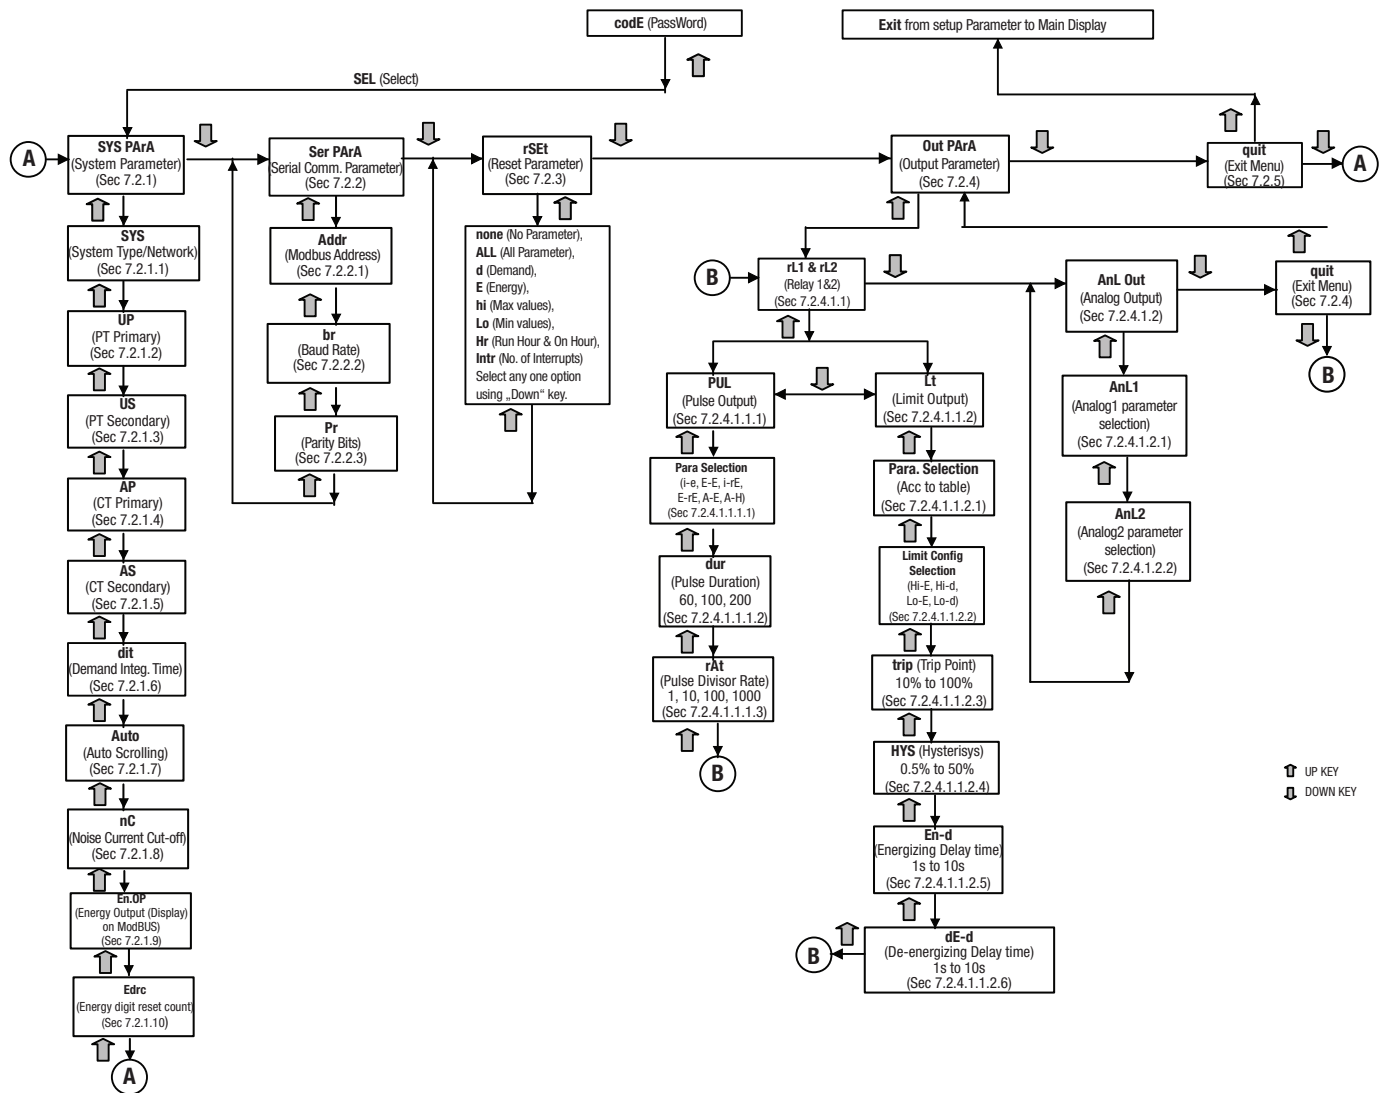 codE (PassWord)
Exit from setup Parameter to Main Display
SEL (Select)
A
SYS PArA
(System Parameter)
(Sec 7.2.1)
Ser PArA
(Serial Comm. Parameter)
(Sec 7.2.2)
rSEt
(Reset Parameter)
(Sec 7.2.3)
Out PArA
(Output Parameter)
(Sec 7.2.4)
quit
(Exit Menu)
(Sec 7.2.5)
A
SYS
(System Type/Network)
(Sec 7.2.1.1)
UP
(PT Primary)
(Sec 7.2.1.2)
US
(PT Secondary)
(Sec 7.2.1.3)
AP
(CT Primary)
(Sec 7.2.1.4)
AS
(CT Secondary)
(Sec 7.2.1.5)
dit
(Demand Integ. Time)
(Sec 7.2.1.6)
Auto
(Auto Scrolling)
(Sec 7.2.1.7)
nC
(Noise Current Cut-off)
(Sec 7.2.1.8)
En.OP
(Energy Output (Display)
on ModBUS)
(Sec 7.2.1.9)
Edrc
(Energy digit reset count)
(Sec 7.2.1.10)
A
Addr
(Modbus Address)
(Sec 7.2.2.1)
br
(Baud Rate)
(Sec 7.2.2.2)
Pr
(Parity Bits)
(Sec 7.2.2.3)
none (No Parameter),
ALL (All Parameter),
d (Demand),
E (Energy),
hi (Max values),
Lo (Min values),
Hr (Run Hour & On Hour),
Intr (No. of Interrupts)
Select any one option
using „Down“ key.
B
rL1 & rL2
(Relay 1&2)
(Sec 7.2.4.1.1)
AnL Out
(Analog Output)
(Sec 7.2.4.1.2)
quit
(Exit Menu)
(Sec 7.2.4)
B
PUL
(Pulse Output)
(Sec 7.2.4.1.1.1)
Para Selection
(i-e, E-E, i-rE,
E-rE, A-E, A-H)
(Sec 7.2.4.1.1.1.1)
dur
(Pulse Duration)
60, 100, 200
(Sec 7.2.4.1.1.1.2)
rAt
(Pulse Divisor Rate)
1, 10, 100, 1000
(Sec 7.2.4.1.1.1.3)
B
Lt
(Limit Output)
(Sec 7.2.4.1.1.2)
Para. Selection
(Acc to table)
(Sec 7.2.4.1.1.2.1)
Limit Config
Selection
(Hi-E, Hi-d,
Lo-E, Lo-d)
(Sec 7.2.4.1.1.2.2)
trip (Trip Point)
10% to 100%
(Sec 7.2.4.1.1.2.3)
HYS (Hysterisys)
0.5% to 50%
(Sec 7.2.4.1.1.2.4)
En-d
(Energizing Delay time)
1s to 10s
(Sec 7.2.4.1.1.2.5)
B
dE-d
(De-energizing Delay time)
1s to 10s
(Sec 7.2.4.1.1.2.6)
AnL1
(Analog1 parameter
selection)
(Sec 7.2.4.1.2.1)
AnL2
(Analog2 parameter
selection)
(Sec 7.2.4.1.2.2)
UP KEY
DOWN KEY